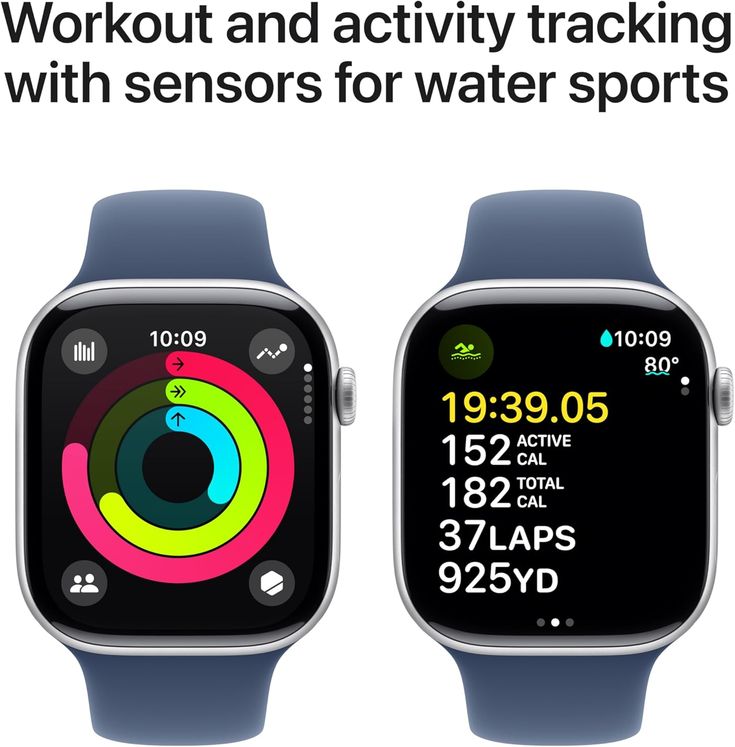 Workout and activity tracking
with sensors for water sports
10:09
10:09
80°
19:39.05
152 ACTIVE CAL
182 TOTAL CAL
37LAPS
925YD